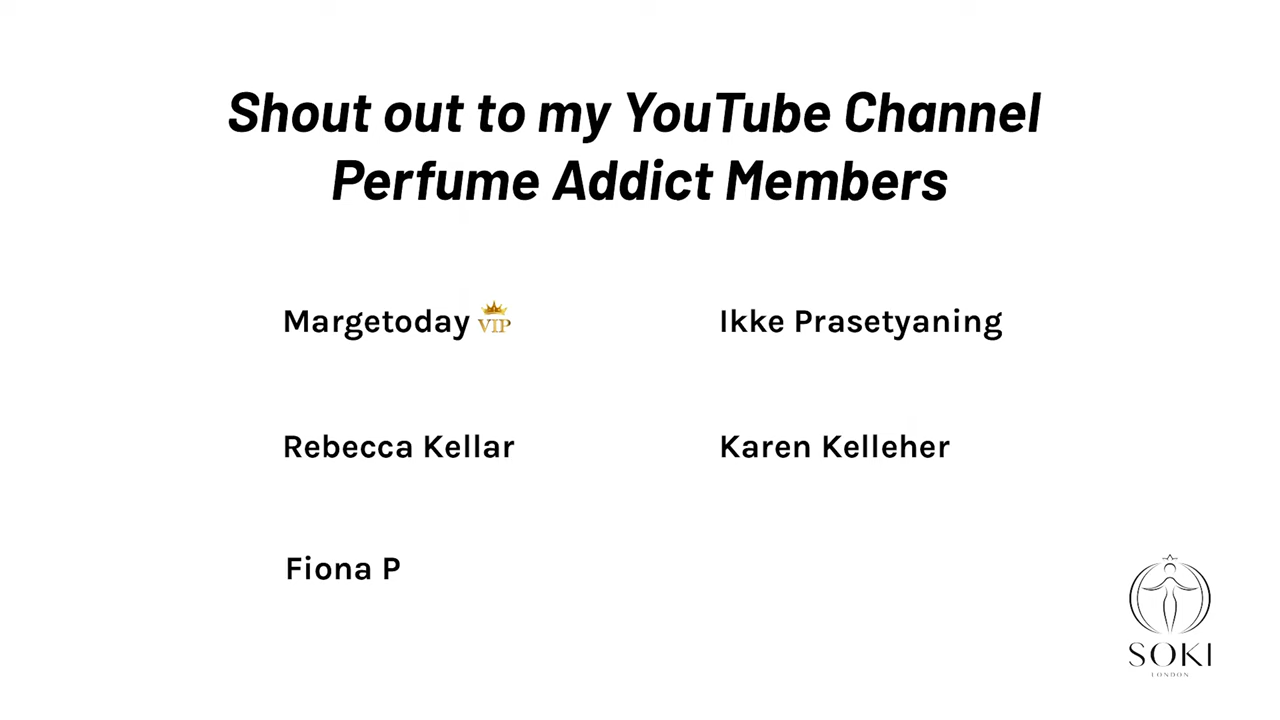 Shout out to my YouTube Channel
Perfume Addict Members
Margetoday VIP
Ikke Prasetyaning
Rebecca Kellar
Karen Kelleher
Fiona P
SOKI
LONDON